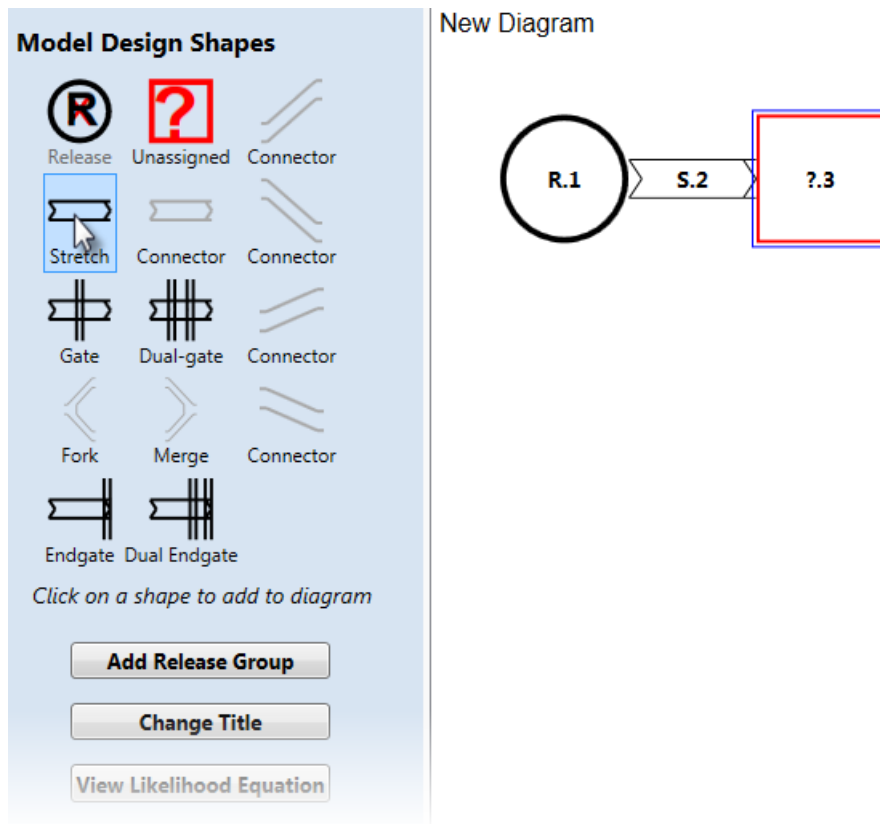 Model Design Shapes
R ?
Release Unassigned Connector
Stretch Connector Connector
Gate Dual-gate Connector
Fork Merge Connector
Endgate Dual Endgate
Click on a shape to add to diagram
Add Release Group
Change Title
View Likelihood Equation
New Diagram
R.1 S.2 ?.3